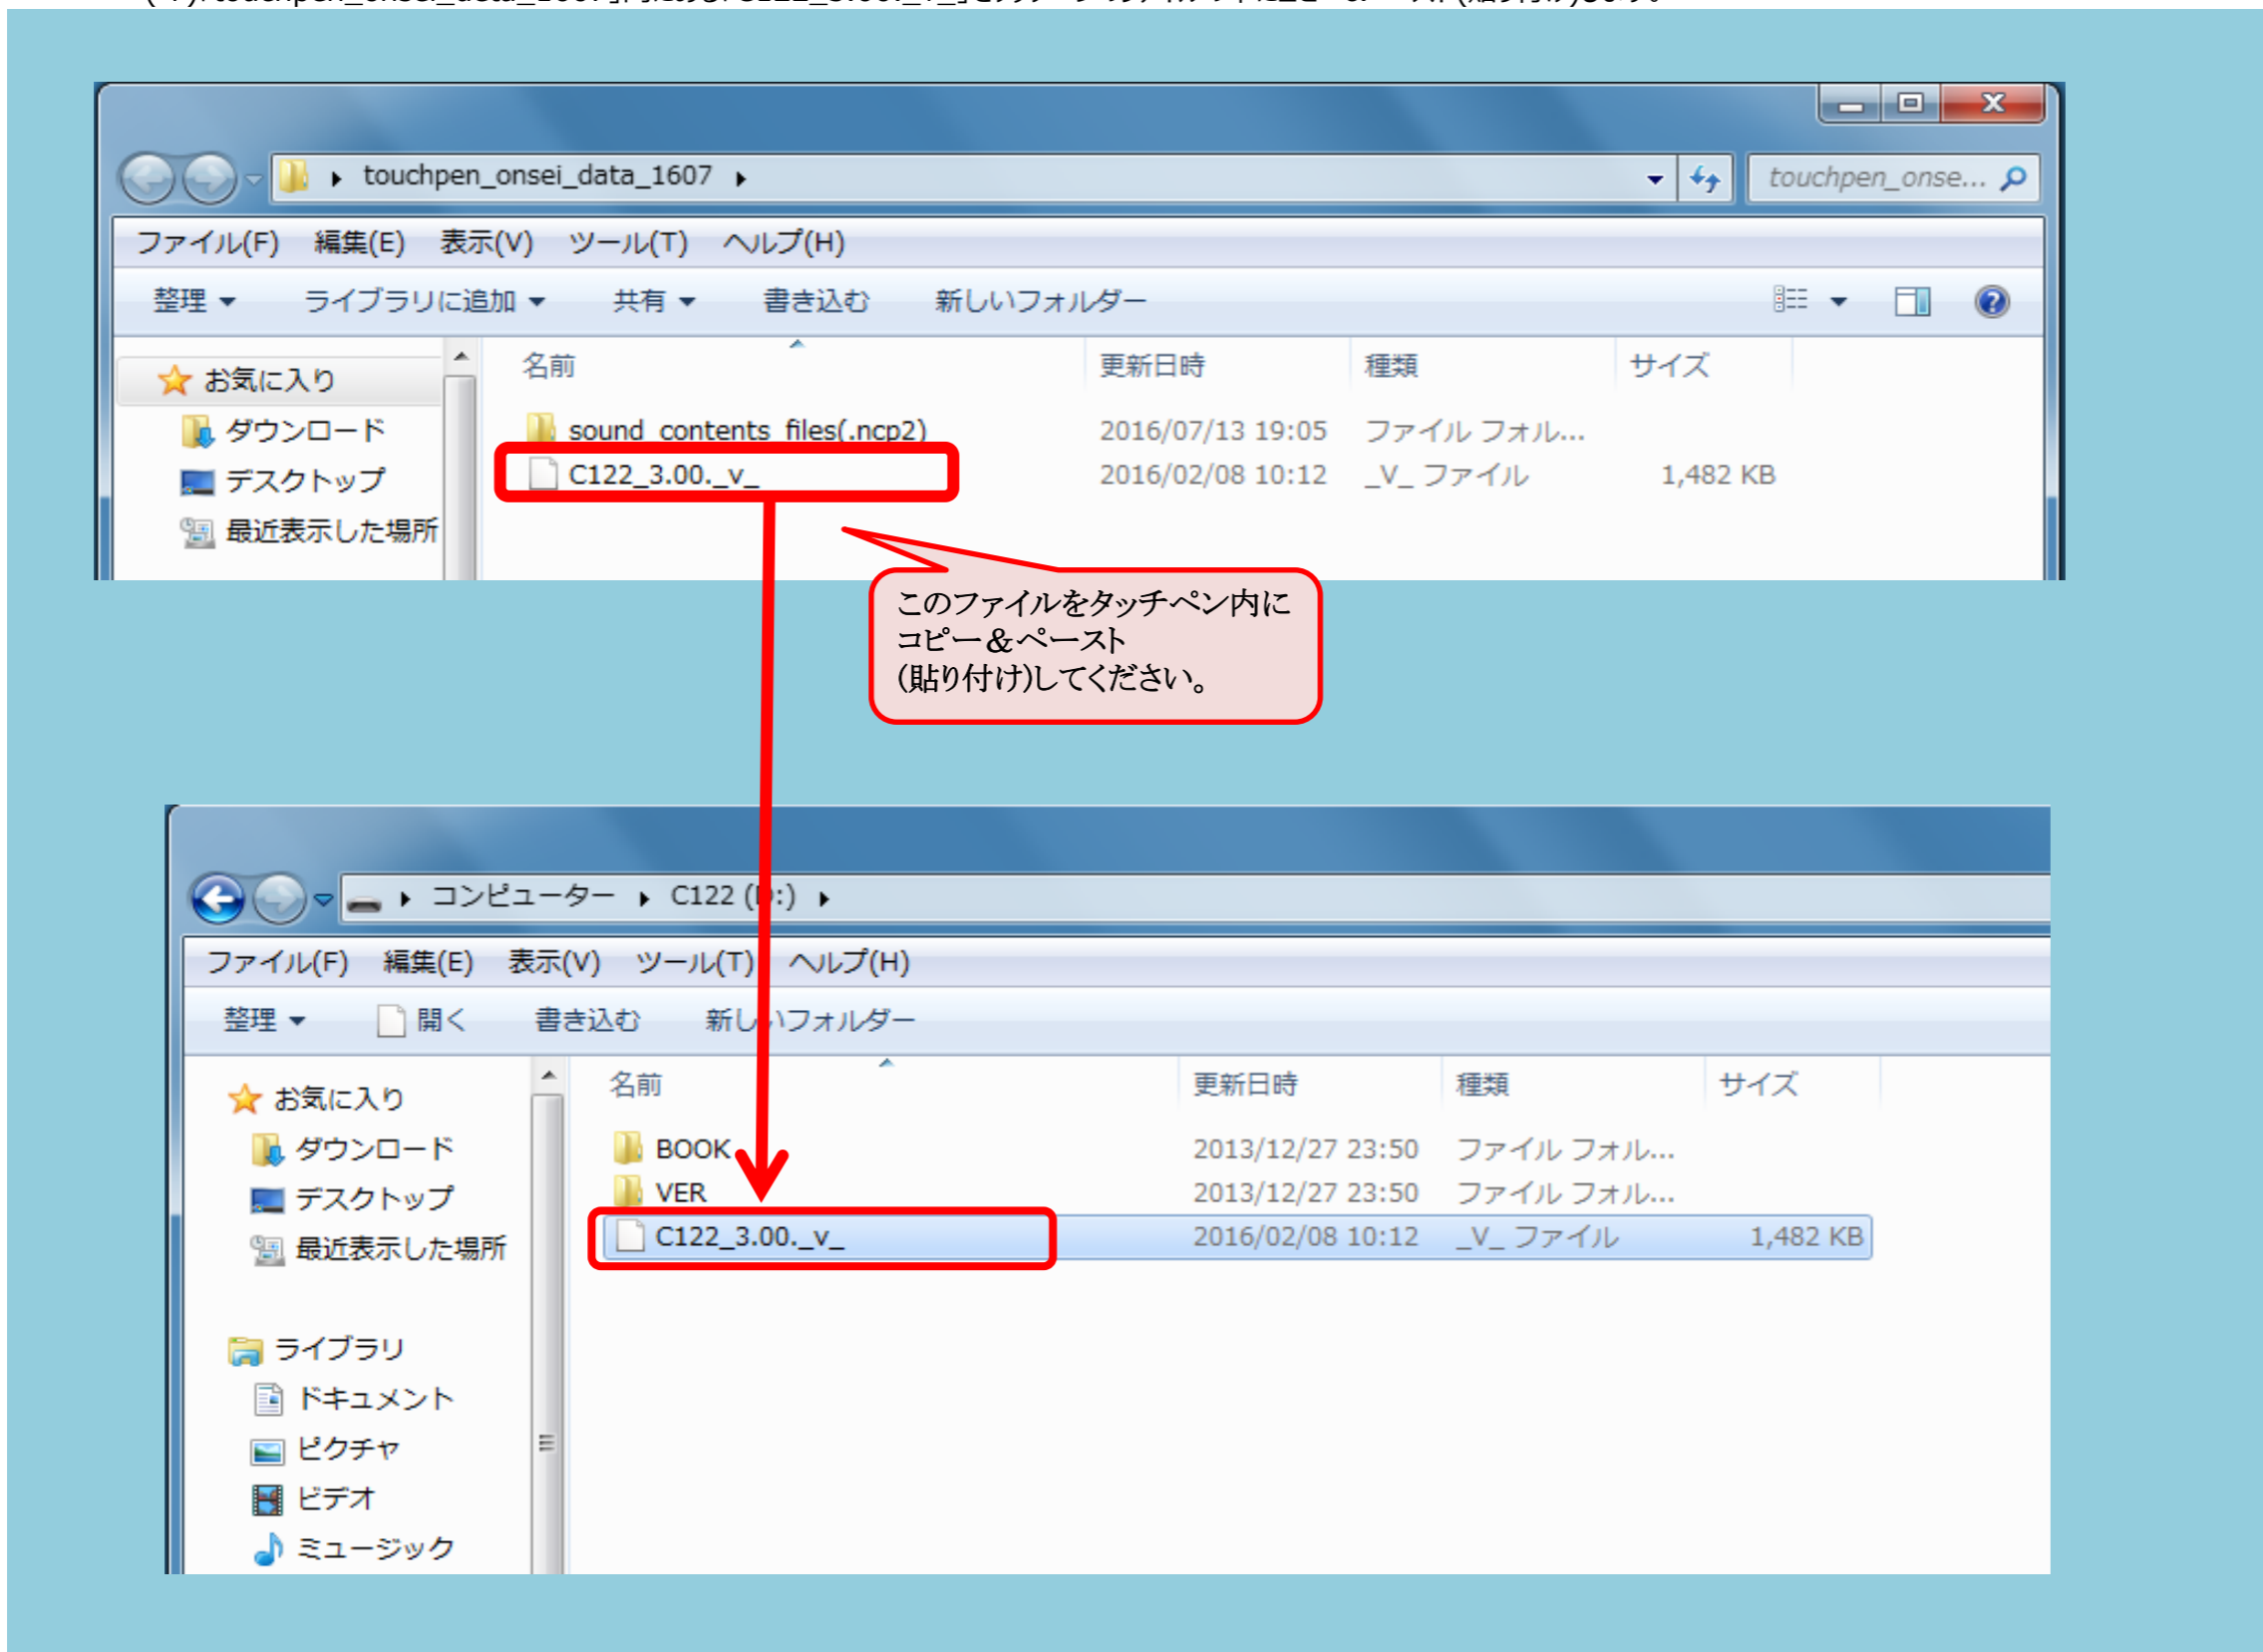 touchpen_onsei_data_1607
touchpen_onse...
ファイル(F) 編集(E) 表示(V) ツール(T) ヘルプ(H)
整理 ライブラリに追加 共有 書き込む 新しいフォルダー
名前 更新日時 種類 サイズ
お気に入り
ダウンロード
デスクトップ
最近表示した場所
sound_contents_files(.ncp2) 2016/07/13 19:05 ファイル フォル...
C122_3.00._v_ 2016/02/08 10:12 _V_ ファイル 1,482 KB
このファイルをタッチペン内に
コピー＆ペースト
(貼り付け)してください。
コンピューター C122 (D:)
ファイル(F) 編集(E) 表示(V) ツール(T) ヘルプ(H)
整理 開く 書き込む 新しいフォルダー
名前 更新日時 種類 サイズ
お気に入り
ダウンロード
デスクトップ
最近表示した場所
ライブラリ
ドキュメント
ピクチャ
ビデオ
ミュージック
BOOK 2013/12/27 23:50 ファイル フォル...
VER 2013/12/27 23:50 ファイル フォル...
C122_3.00._v_ 2016/02/08 10:12 _V_ ファイル 1,482 KB